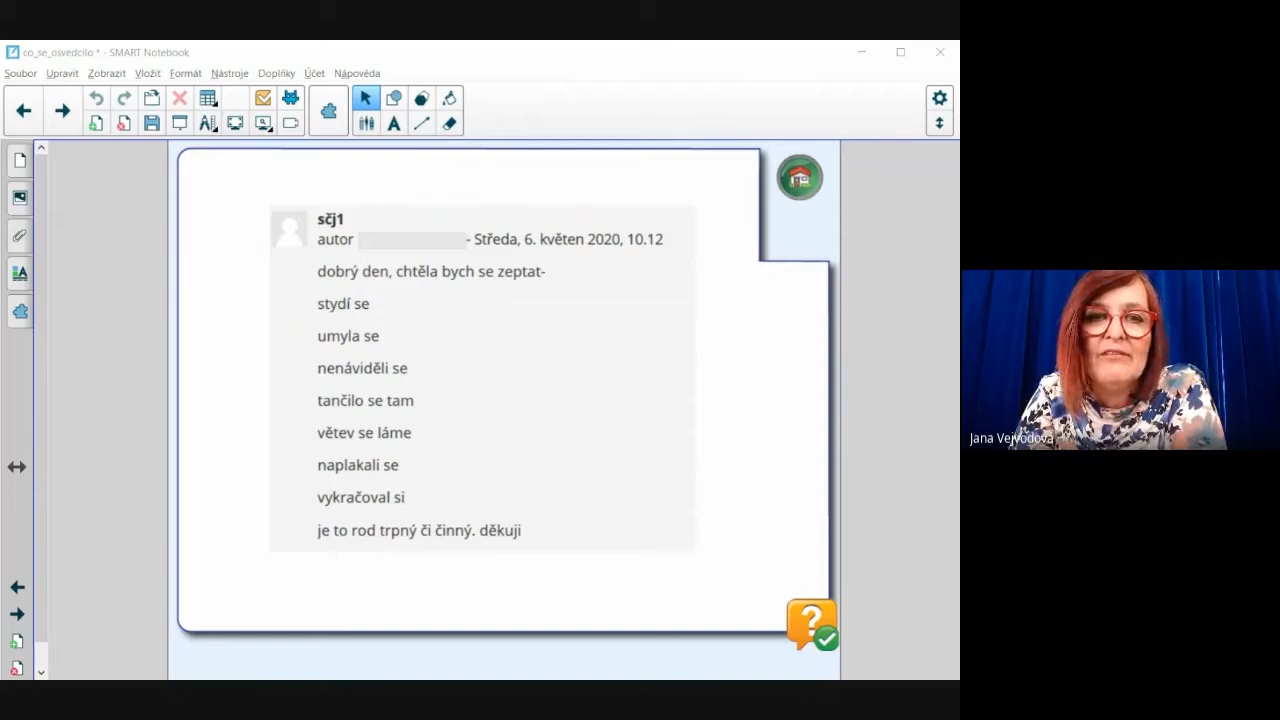 co_se_osvedcilo * - SMART Notebook
Soubor Upravit Zobrazit Vložit Formát Nástroje Doplňky Účet Nápověda
sčj1
autor - Středa, 6. květen 2020, 10.12
dobrý den, chtěla bych se zeptat-
stydí se
umyla se
nenáviděli se
tančilo se tam
větev se láme
naplakali se
vykračoval si
je to rod trpný či činný. děkuji
Jana Vejvodová